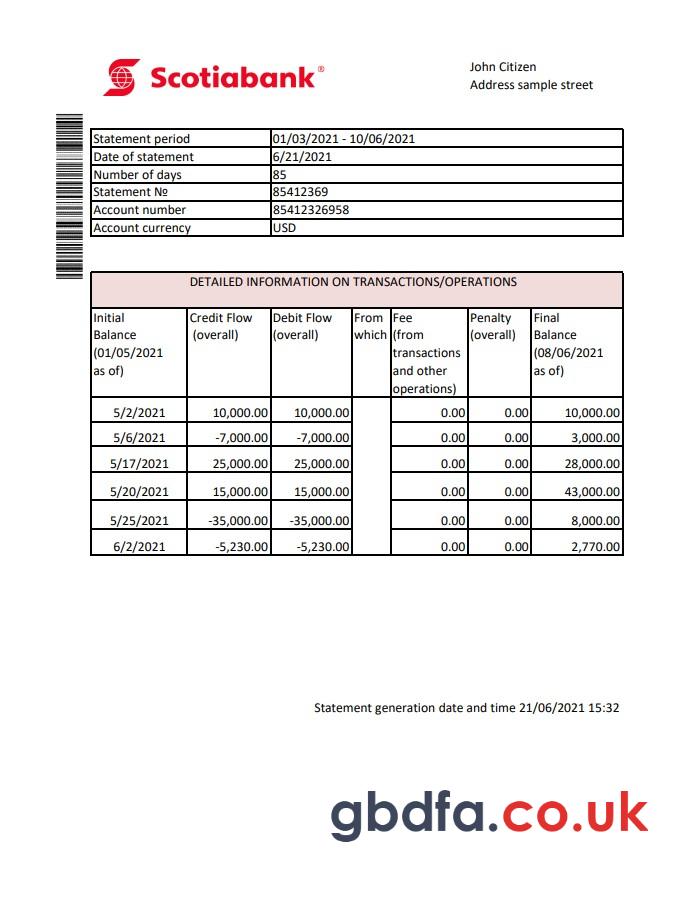 Scotiabank®
John Citizen
Address sample street
Statement period 01/03/2021 - 10/06/2021
Date of statement 6/21/2021
Number of days 85
Statement № 85412369
Account number 85412326958
Account currency USD
DETAILED INFORMATION ON TRANSACTIONS/OPERATIONS
Initial Credit Flow Debit Flow From Fee Penalty Final
Balance (overall) (overall) which (from (overall) Balance
(01/05/2021 transactions (08/06/2021
as of) and other as of)
operations)
5/2/2021 10,000.00 10,000.00 0.00 0.00 10,000.00
5/6/2021 -7,000.00 -7,000.00 0.00 0.00 3,000.00
5/17/2021 25,000.00 25,000.00 0.00 0.00 28,000.00
5/20/2021 15,000.00 15,000.00 0.00 0.00 43,000.00
5/25/2021 -35,000.00 -35,000.00 0.00 0.00 8,000.00
6/2/2021 -5,230.00 -5,230.00 0.00 0.00 2,770.00
Statement generation date and time 21/06/2021 15:32
gbdfa.co.uk